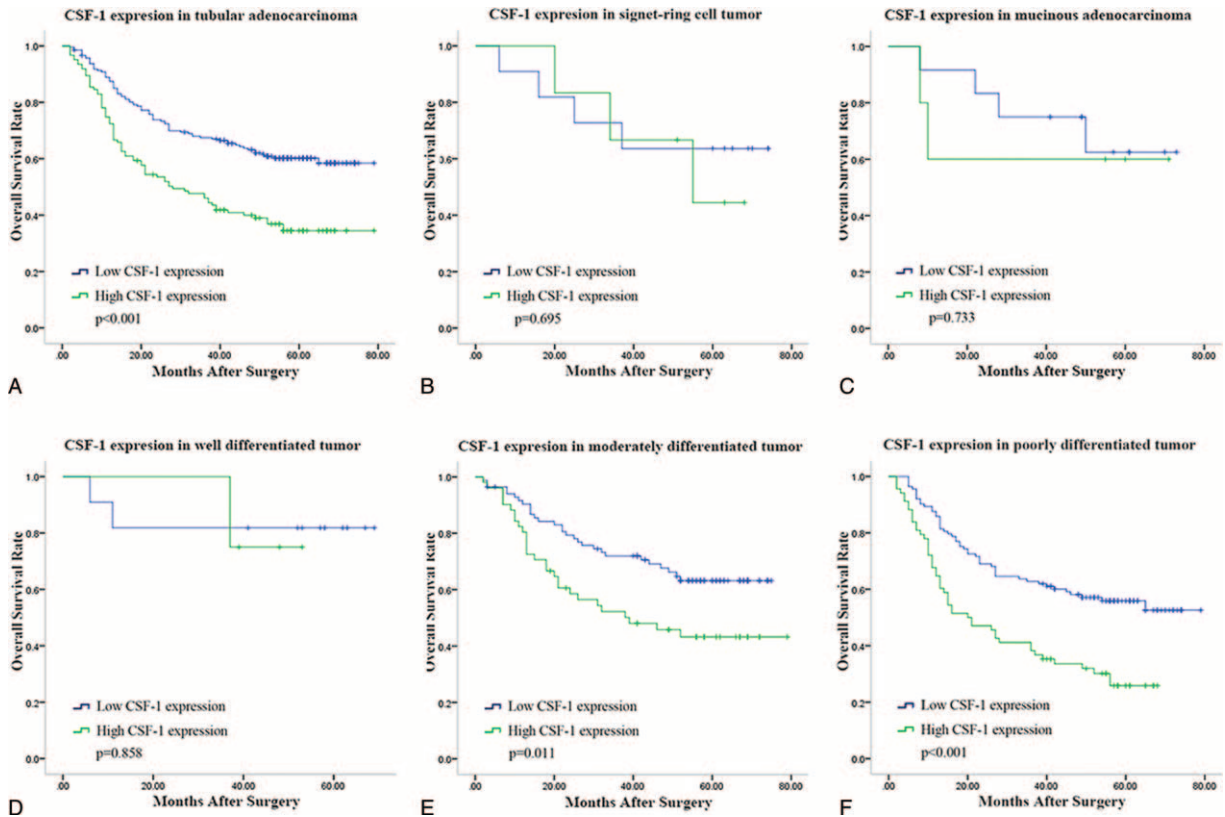 CSF-1 expresion in tubular adenocarcinoma
1.0
0.8
0.6
0.4
0.2
0.0
Overall Survival Rate
Low CSF-1 expression
High CSF-1 expression
p<0.001
.00 20.00 40.00 60.00 80.00
Months After Surgery
A
CSF-1 expresion in signet-ring cell tumor
1.0
0.8
3.6
0.4
0.2
0.0
Overall Survival Rate
Low CSF-1 expression
High CSF-1 expression
p=0.695
.00 20.00 40.00 60.00 80.00
Months After Surgery
B
CSF-1 expresion in mucinous adenocarcinoma
1.0
0.8
0.6
0.4
0.2
0.0
Overall Survival Rate
Low CSF-1 expression
High CSF-1 expression
p=0.733
.00 20.00 40.00 60.00 80.00
Months After Surgery
C
CSF-1 expresion in well differentiated tumor
1.0
0.8
0.6
0.4
0.2
0.0
Overall Survival Rate
Low CSF-1 expression
High CSF-1 expression
p=0.858
.00 20.00 40.00 60.00
Months After Surgery
D
CSF-1 expresion in moderately differentiated tumor
1.0
0.8
0.6
0.4
0.2
0.0
Overall Survival Rate
Low CSF-1 expression
High CSF-1 expression
p=0.011
.00 20.00 40.00 60.00 80.00
Months After Surgery
E
CSF-1 expresion in poorly differentiated tumor
1.0
0.8
0.6
0.4
0.2
0.0
Overall Survival Rate
Low CSF-1 expression
High CSF-1 expression
p<0.001
.00 20.00 40.00 60.00 80.00
Months After Surgery
F